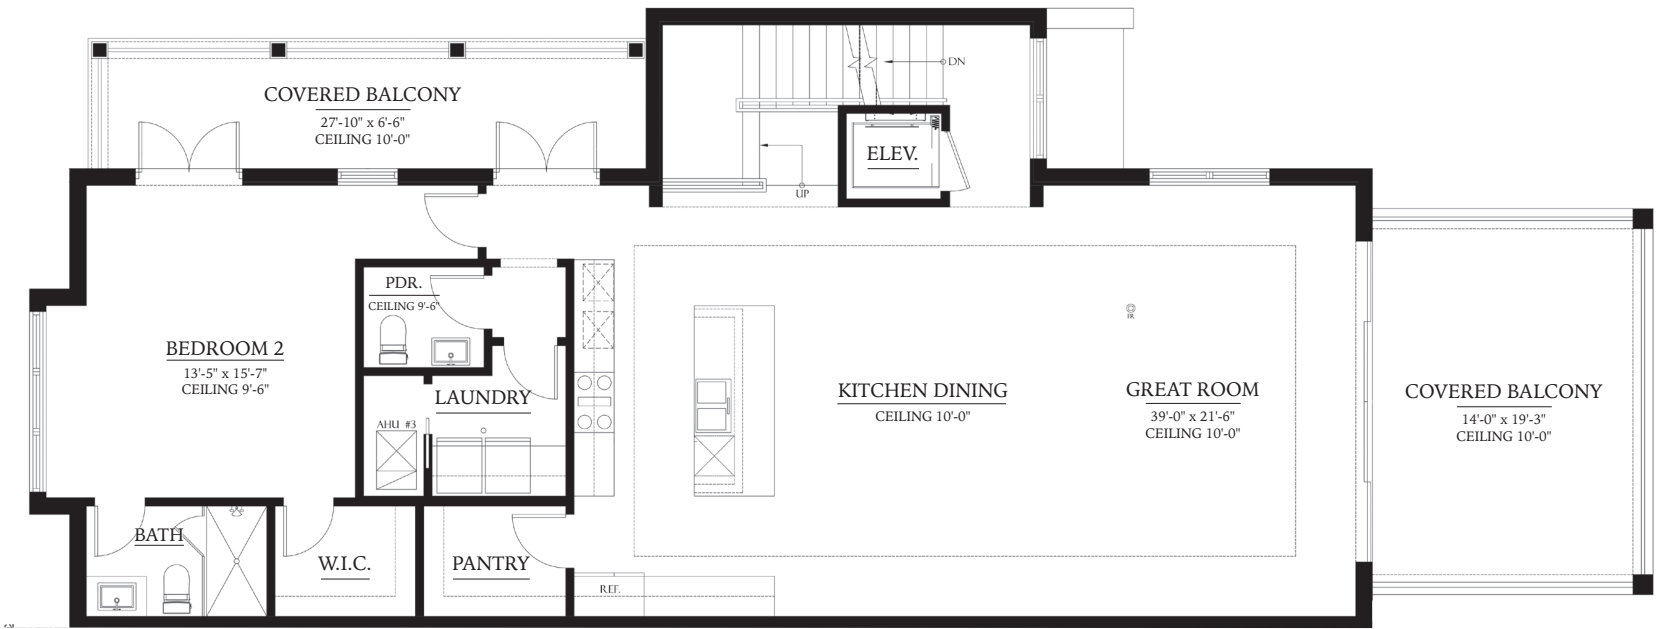 COVERED BALCONY
27'-10" x 6'-6"
CEILING 10'-0"
DN
ELEV.
UP
PDR.
CEILING 9'-6"
FR
BEDROOM 2
13'-5" x 15'-7"
CEILING 9'-6"
LAUNDRY
AHU #3
KITCHEN DINING
CEILING 10'-0"
GREAT ROOM
39'-0" x 21'-6"
CEILING 10'-0"
COVERED BALCONY
14'-0" x 19'-3"
CEILING 10'-0"
BATH
W.I.C.
PANTRY
REF.